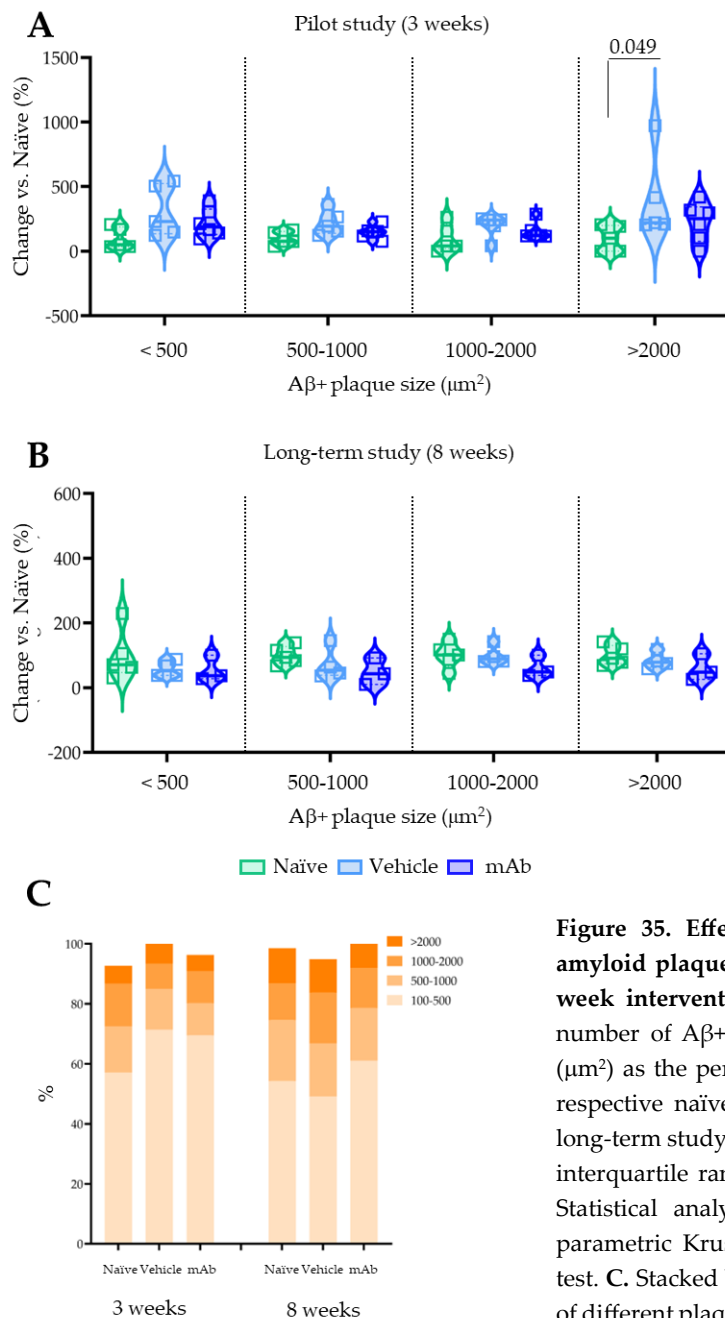 A
Pilot study (3 weeks)
0.049
1500
1000
500
0
-500
Change vs. Naïve (%)
< 500
500-1000
1000-2000
>2000
Aβ+ plaque size (μm²)
B
Long-term study (8 weeks)
600
400
200
0
-200
Change vs. Naïve (%)
< 500
500-1000
1000-2000
>2000
Aβ+ plaque size (μm²)
Naïve Vehicle mAb
C
100
80
60
40
20
0
%
>2000
1000-2000
500-1000
100-500
Naïve Vehicle mAb
Naïve Vehicle mAb
3 weeks
8 weeks
Figure 35. Effe
amyloid plaque
week intervent
number of Aβ+
(μm²) as the per
respective naïve
long-term study
interquartile ran
Statistical analy
parametric Kru
test. C. Stacked
of different plaq